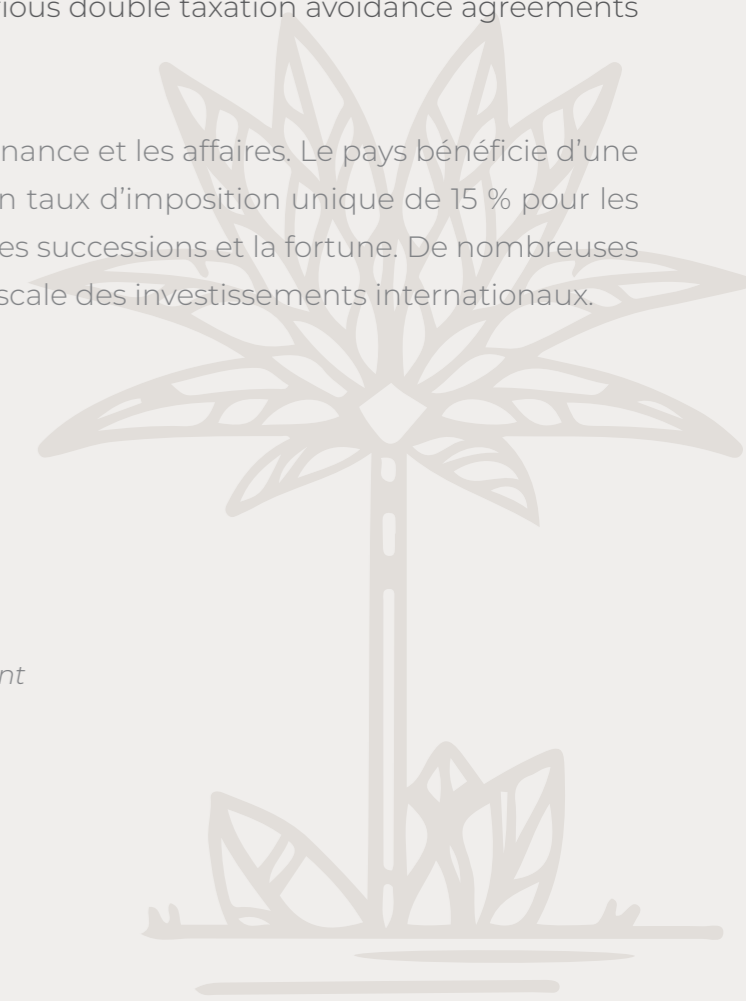 rious double taxation avoidance agreements
nance et les affaires. Le pays bénéficie d’une
n taux d’imposition unique de 15 % pour les
es successions et la fortune. De nombreuses
scale des investissements internationaux.
nt